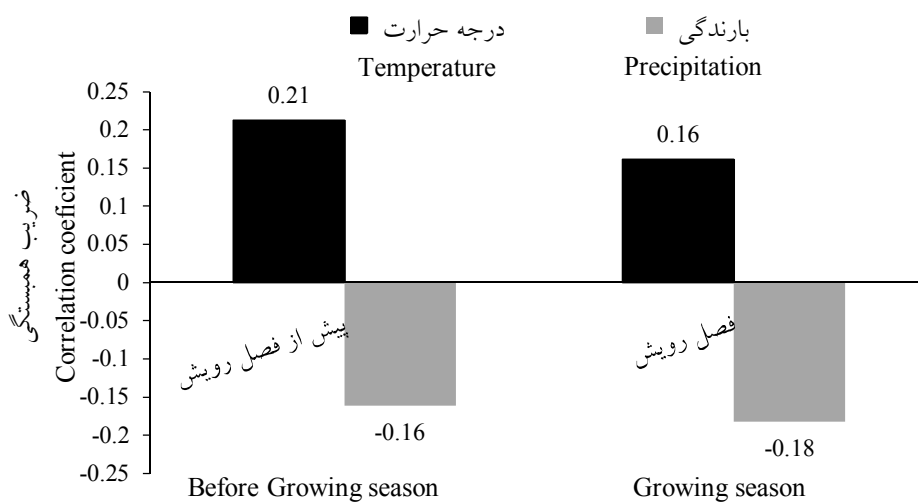 درجه حرارت
Temperature
بارندگی
Precipitation
ضریب همبستگی
Correlation coeficient
0.25
0.2
0.15
0.1
0.05
0
-0.05
-0.1
-0.15
-0.2
-0.25
0.21
-0.16
0.16
-0.18
پیش از فصل رویش
فصل رویش
Before Growing season
Growing season